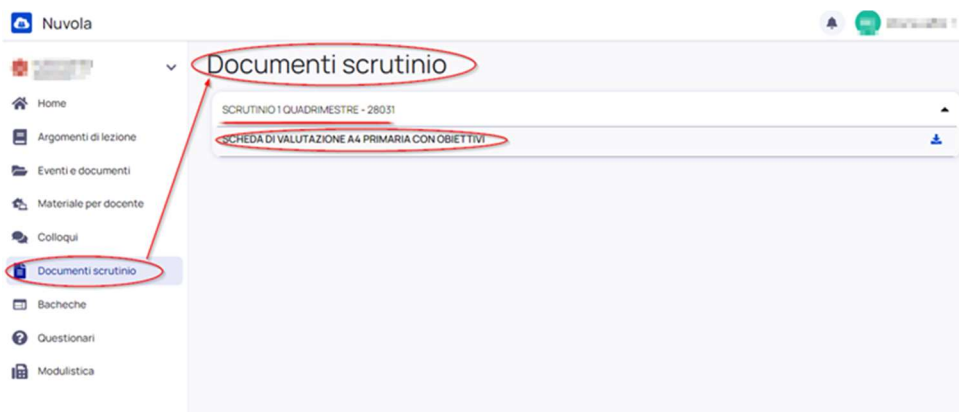 Nuvola
Home
Argomenti di lezione
Eventi e documenti
Materiale per docente
Colloqui
Documenti scrutinio
Bacheche
Questionari
Modulistica
Documenti scrutinio
SCRUTINIO 1 QUADRIMESTRE - 28031
SCHEDA DI VALUTAZIONE A4 PRIMARIA CON OBIETTIVI